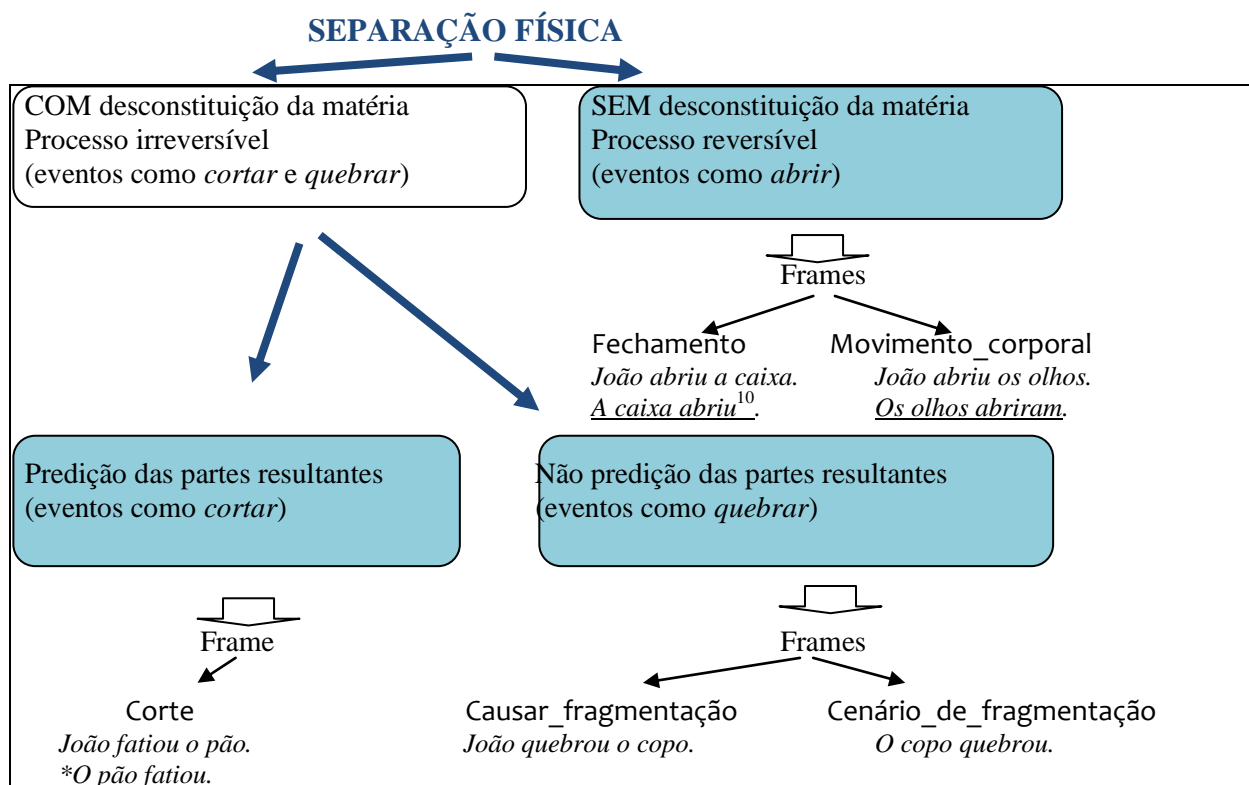 SEPARAÇÃO FÍSICA
COM desconstituição da matéria
Processo irreversível
(eventos como cortar e quebrar)
SEM desconstituição da matéria
Processo reversível
(eventos como abrir)
Frames
Fechamento
João abriu a caixa.
A caixa abriu10.
Movimento_corporal
João abriu os olhos.
Os olhos abriram.
Predição das partes resultantes
(eventos como cortar)
Não predição das partes resultantes
(eventos como quebrar)
Frame
Corte
João fatiou o pão.
*O pão fatiou.
Frames
Causar_fragmentação
João quebrou o copo.
Cenário_de_fragmentação
O copo quebrou.